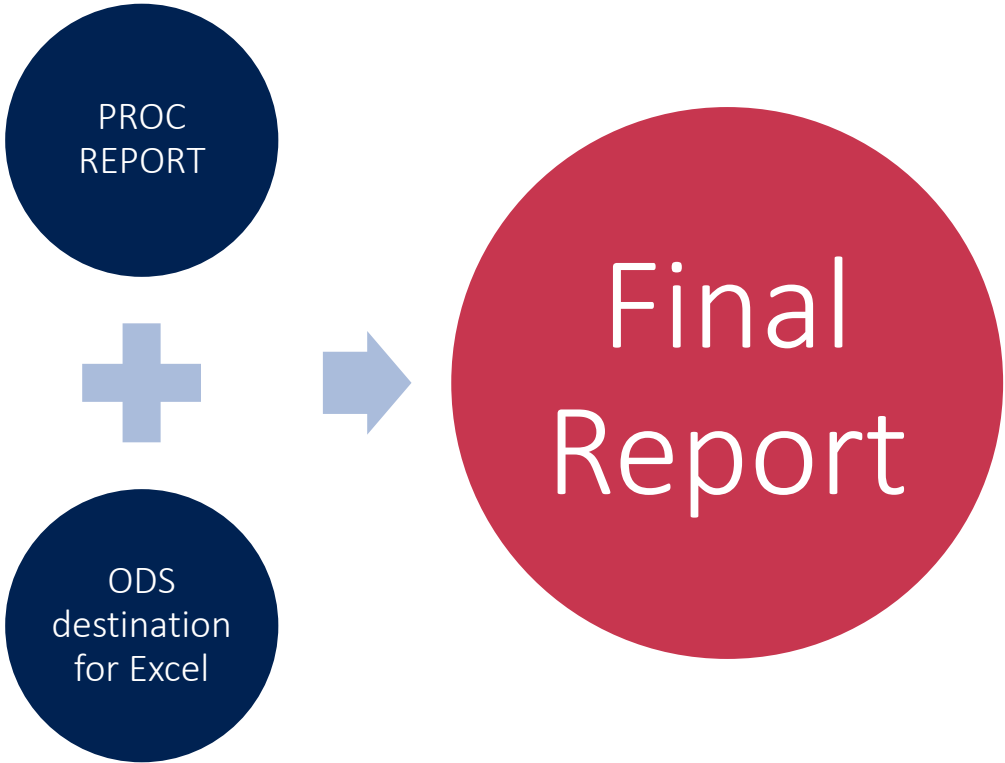 PROC
REPORT
ODS
destination
for Excel
Final
Report